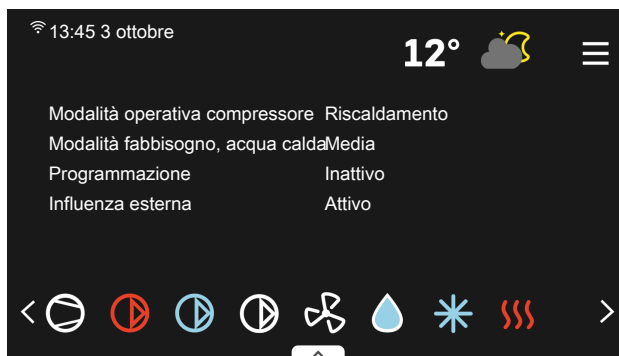 13:45 3 ottobre
12°
Modalità operativa compressore Riscaldamento
Modalità fabbisogno, acqua calda Media
Programmazione Inattivo
Influenza esterna Attivo